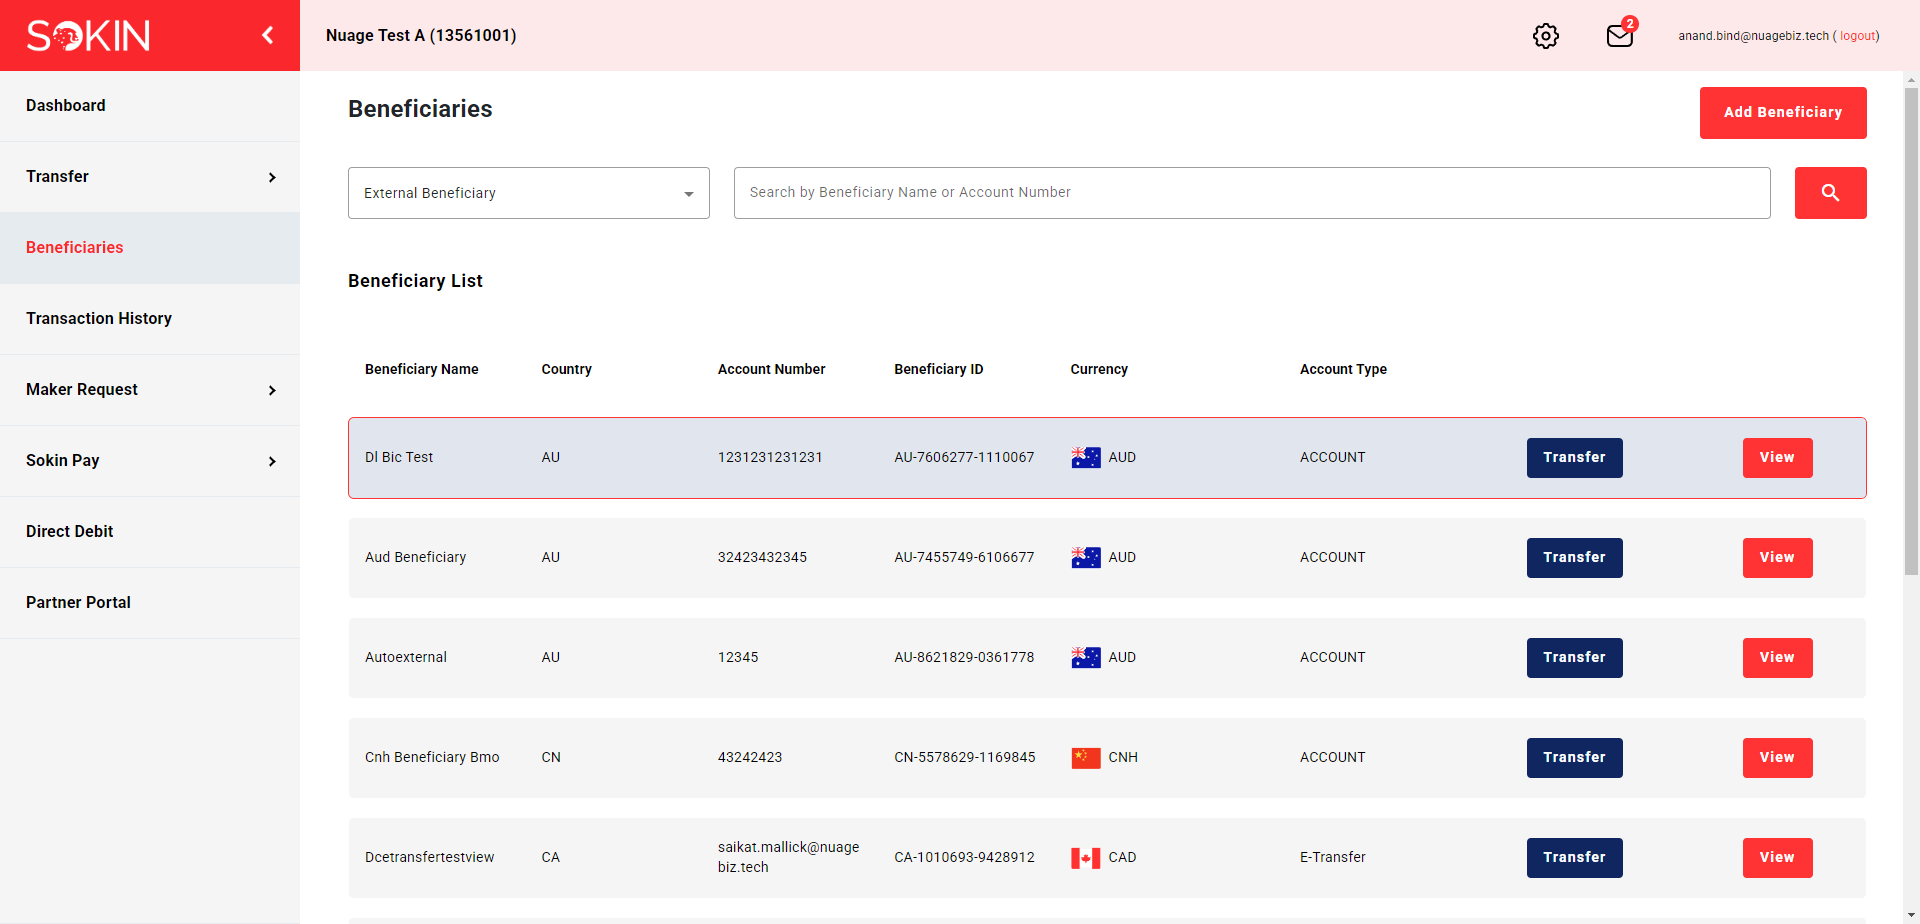 SOKIN
Nuage Test A (13561001)
2
anand.bind@nuagebiz.tech ( logout)
Dashboard
Transfer
Beneficiaries
Transaction History
Maker Request
Sokin Pay
Direct Debit
Partner Portal
Beneficiaries
Add Beneficiary
External Beneficiary
Search by Beneficiary Name or Account Number
Beneficiary List
Beneficiary Name Country Account Number Beneficiary ID Currency Account Type
Dl Bic Test AU 1231231231231 AU-7606277-1110067 AUD ACCOUNT Transfer View
Aud Beneficiary AU 32423432345 AU-7455749-6106677 AUD ACCOUNT Transfer View
Autoexternal AU 12345 AU-8621829-0361778 AUD ACCOUNT Transfer View
Cnh Beneficiary Bmo CN 43242423 CN-5578629-1169845 CNH ACCOUNT Transfer View
Dcetransfertestview CA saikat.mallick@nuage
biz.tech CA-1010693-9428912 CAD E-Transfer Transfer View